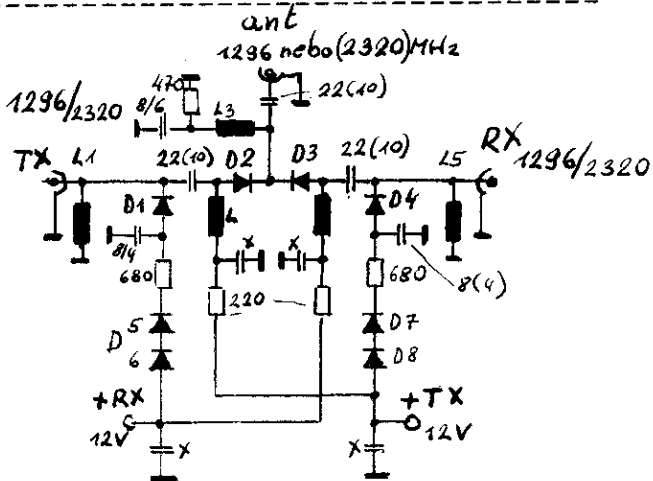 ant
1296 nebo(2320)MHz
470
22(10)
1296/2320
8/6
L3
TX
L1
22(10)
D2
D3
22(10)
L5
RX
1296/2320
D1
D4
L
8/4
x
x
680
220
680
8(4)
D 5
6
D7
D8
+RX
+TX
12V
12V
x
x